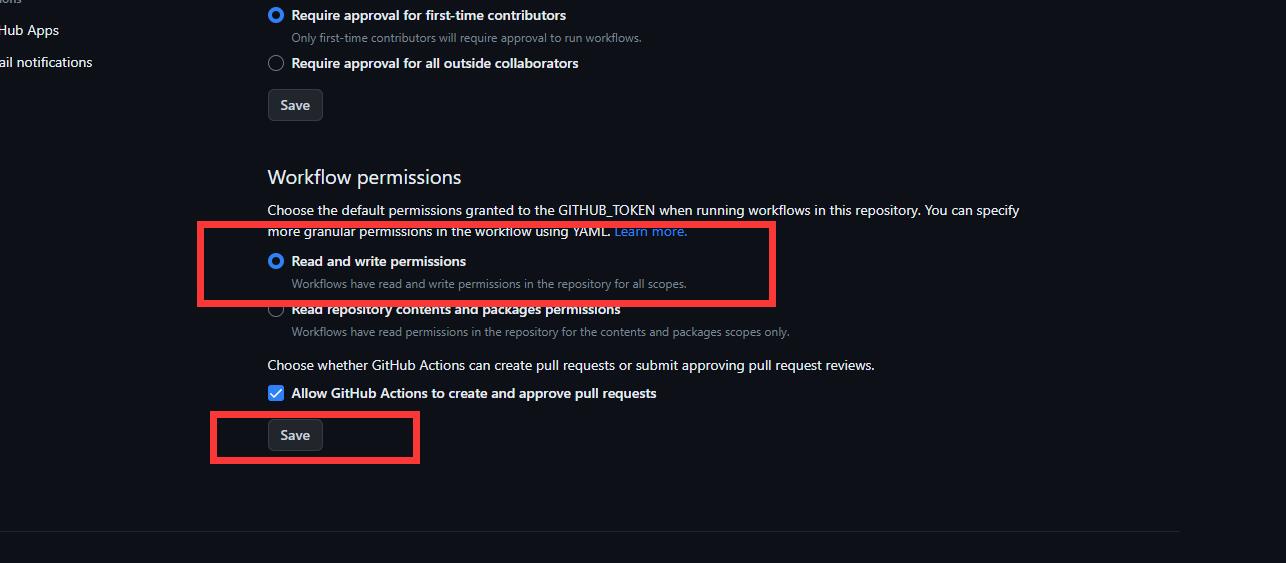 Require approval for first-time contributors
Only first-time contributors will require approval to run workflows.
Hub Apps
ail notifications
Require approval for all outside collaborators
Save
Workflow permissions
Choose the default permissions granted to the GITHUB_TOKEN when running workflows in this repository. You can specify
more granular permissions in the workflow using YAML. Learn more.
Read and write permissions
Workflows have read and write permissions in the repository for all scopes.
Read repository contents and packages permissions
Workflows have read permissions in the repository for the contents and packages scopes only.
Choose whether GitHub Actions can create pull requests or submit approving pull request reviews.
Allow GitHub Actions to create and approve pull requests
Save